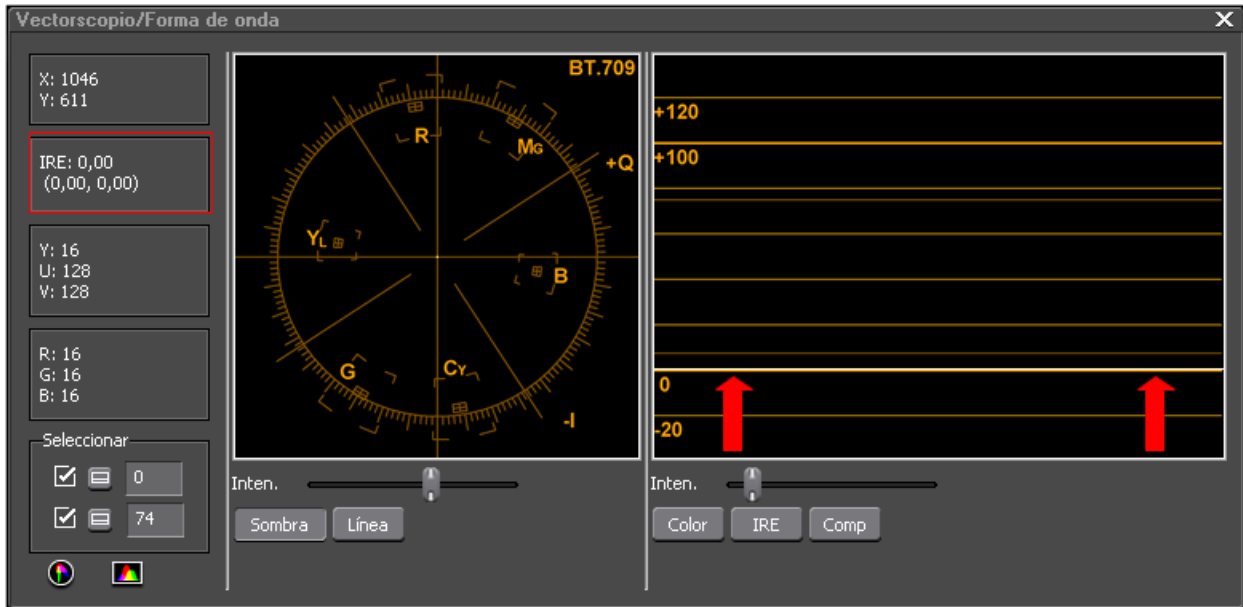 Vectorscopio/Forma de onda
X: 1046
Y: 611
IRE: 0,00
(0,00, 0,00)
Y: 16
U: 128
V: 128
R: 16
G: 16
B: 16
Seleccionar
0
74
BT.709
R
MG
+Q
YL
B
G
CY
-I
Inten.
Sombra
Línea
+120
+100
0
-20
Inten.
Color
IRE
Comp